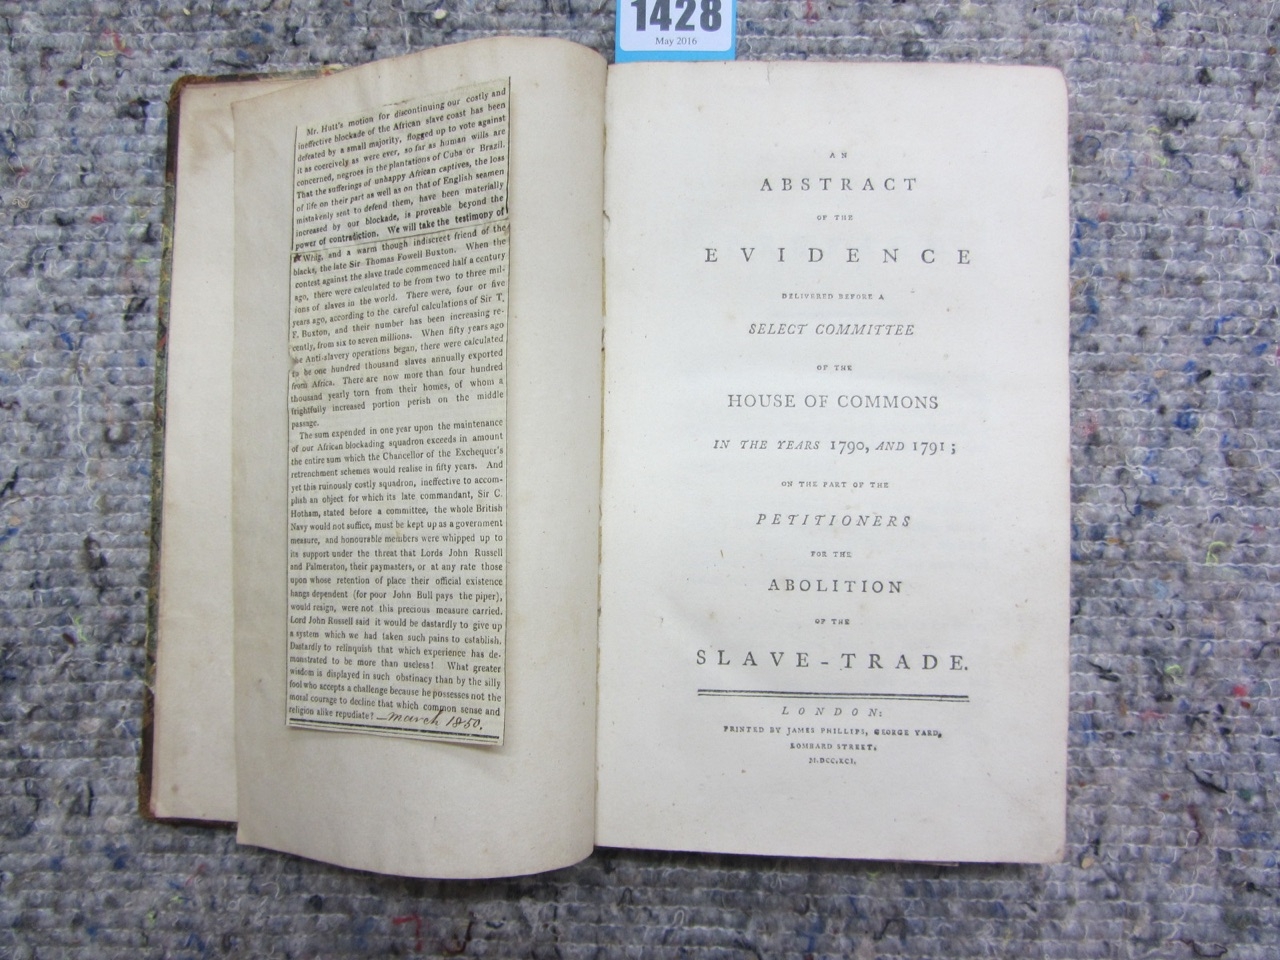 1428
May 2016
Mr. Hutt's motion for discontinuing our costly and
ineffective blockade of the African slave coast has been
defeated by a small majority, flogged up to vote against
it as coercively as were ever, so far as human wills are
concerned, negroes in the plantations of Cuba or Brazil.
That the sufferings of unhappy African captives, the loss
of life on their part as well as on that of English seamen
mistakenly sent to defend them, have been materially
increased by our blockade, is proveable beyond the
power of contradiction. We will take the testimony of
a Whig, and a warm though indiscreet friend of the
blacks, the late Sir Thomas Fowell Buxton. When the
contest against the slave trade commenced half a century
ago, there were calculated to be from two to three mil-
ions of slaves in the world. There were, four or five
years ago, according to the careful calculations of Sir T.
F. Buxton, and their number has been increasing re-
cently, from six to seven millions. When fifty years ago
the Anti-slavery operations began, there were calculated
to be one hundred thousand slaves annually exported
from Africa. There are now more than four hundred
thousand yearly torn from their homes, of whom a
frightfully increased portion perish on the middle
passage.
The sum expended in one year upon the maintenance
of our African blockading squadron exceeds in amount
the entire sum which the Chancellor of the Exchequer's
retrenchment schemes would realise in fifty years. And
yet this ruinously costly squadron, ineffective to accom-
plish an object for which its late commandant, Sir C.
Hotham, stated before a committee, the whole British
Navy would not suffice, must be kept up as a government
measure, and honourable members were whipped up to
its support under the threat that Lords John Russell
and Palmerston, their paymasters, or at any rate those
upon whose retention of place their official existence
hangs dependent (for poor John Bull pays the piper),
would resign, were not this precious measure carried.
Lord John Russell said it would be dastardly to give up
a system which we had taken such pains to establish.
Dastardly to relinquish that which experience has de-
monstrated to be more than useless! What greater
wisdom is displayed in such obstinacy than by the silly
fool who accepts a challenge because he possesses not the
moral courage to decline that which common sense and
religion alike repudiate?—march 1850.
AN
ABSTRACT
OF THE
EVIDENCE
DELIVERED BEFORE A
SELECT COMMITTEE
OF THE
HOUSE OF COMMONS
IN THE YEARS 1790, AND 1791;
ON THE PART OF THE
PETITIONERS
FOR THE
ABOLITION
OF THE
SLAVE-TRADE.
LONDON:
PRINTED BY JAMES PHILLIPS, GEORGE YARD,
LOMBARD STREET.
M.DCC.XCI.